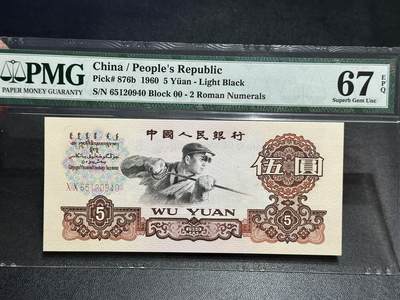 PMG
PAPER MONEY GUARANTY
China / People's Republic
Pick# 876b 1960 5 Yüan - Light Black
S/N 65120940 Block 00 - 2 Roman Numerals
67
EPQ
Superb Gem Unc
中國人民银行
X X 65120940
伍圓
5
WU YUAN
5